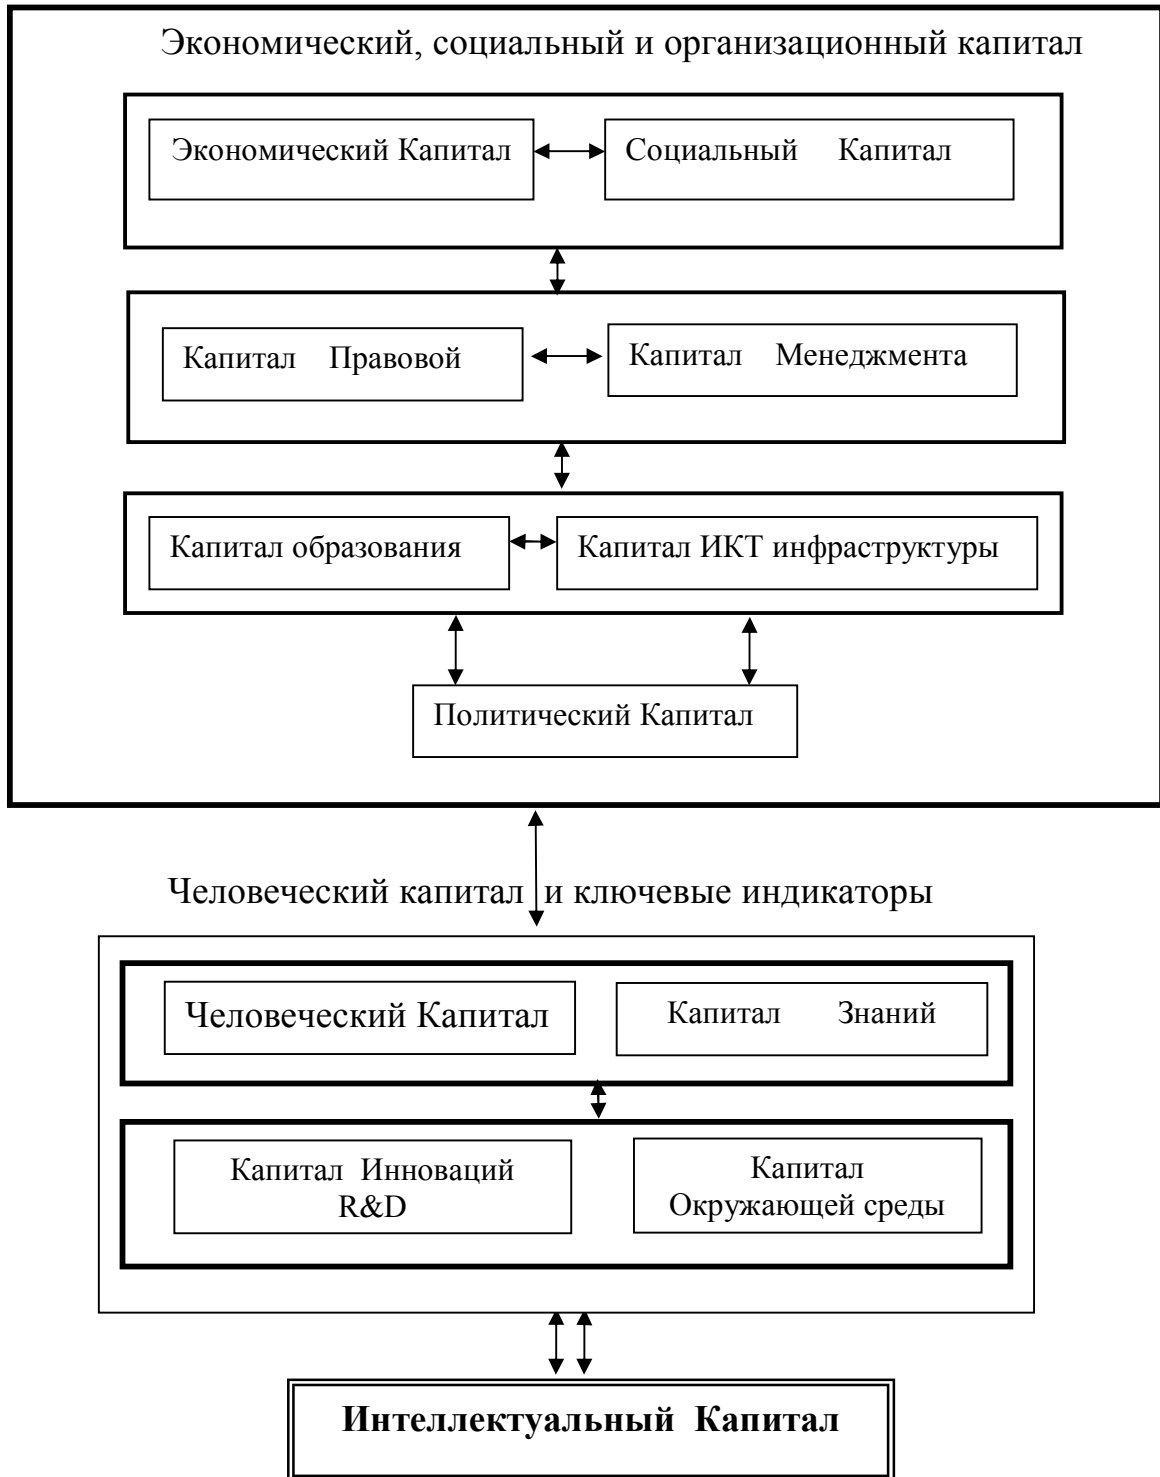 Экономический, социальный и организационный капитал
Экономический Капитал
Социальный Капитал
Капитал Правовой
Капитал Менеджмента
Капитал образования
Капитал ИКТ инфраструктуры
Политический Капитал
Человеческий капитал и ключевые индикаторы
Человеческий Капитал
Капитал Знаний
Капитал Инноваций
R&D
Капитал
Окружающей среды
Интеллектуальный Капитал